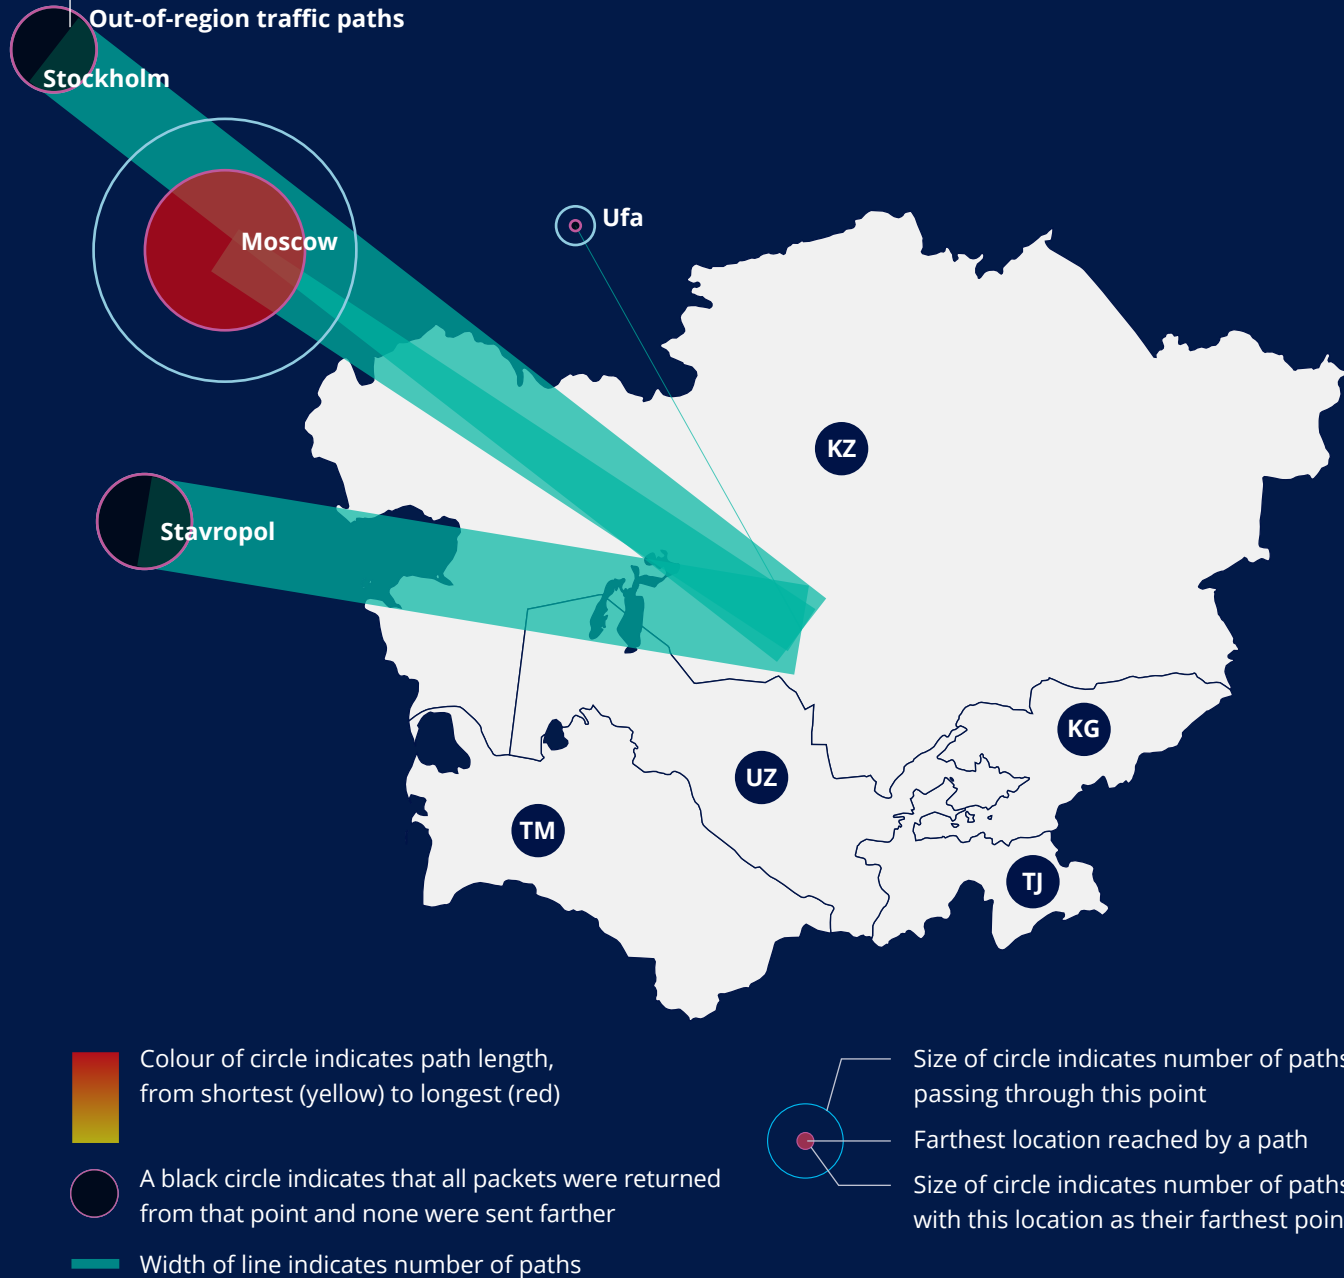 Out-of-region traffic paths
Stockholm
Moscow
Ufa
KZ
Stavropol
KG
UZ
TM
TJ
Colour of circle indicates path length,
from shortest (yellow) to longest (red)
A black circle indicates that all packets were returned
from that point and none were sent farther
Width of line indicates number of paths
Size of circle indicates number of paths
passing through this point
Farthest location reached by a path
Size of circle indicates number of paths
with this location as their farthest poin